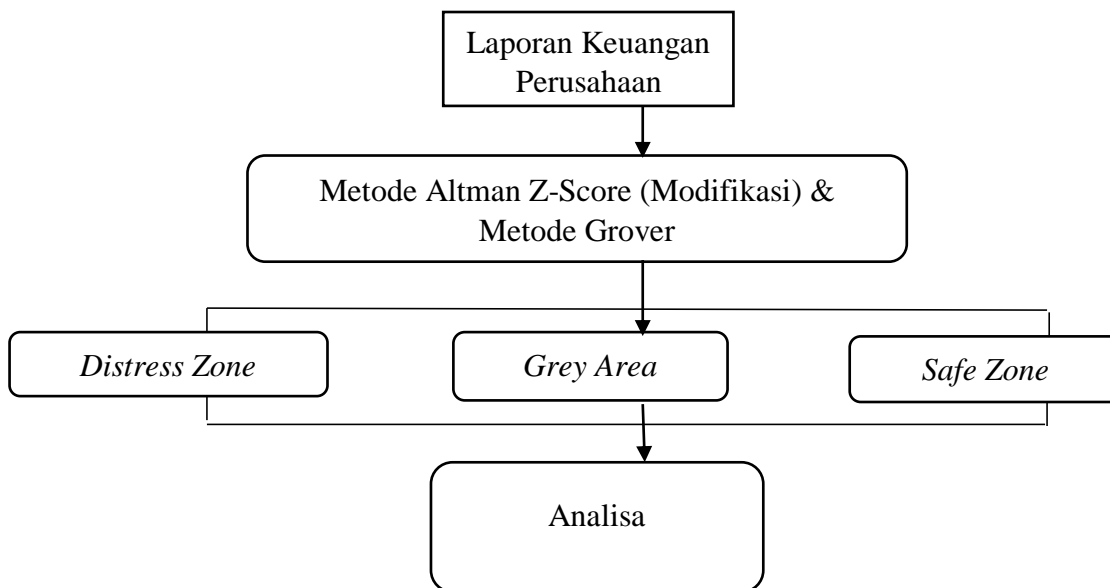 Laporan Keuangan
Perusahaan
Metode Altman Z-Score (Modifikasi) &
Metode Grover
Distress Zone
Grey Area
Safe Zone
Analisa